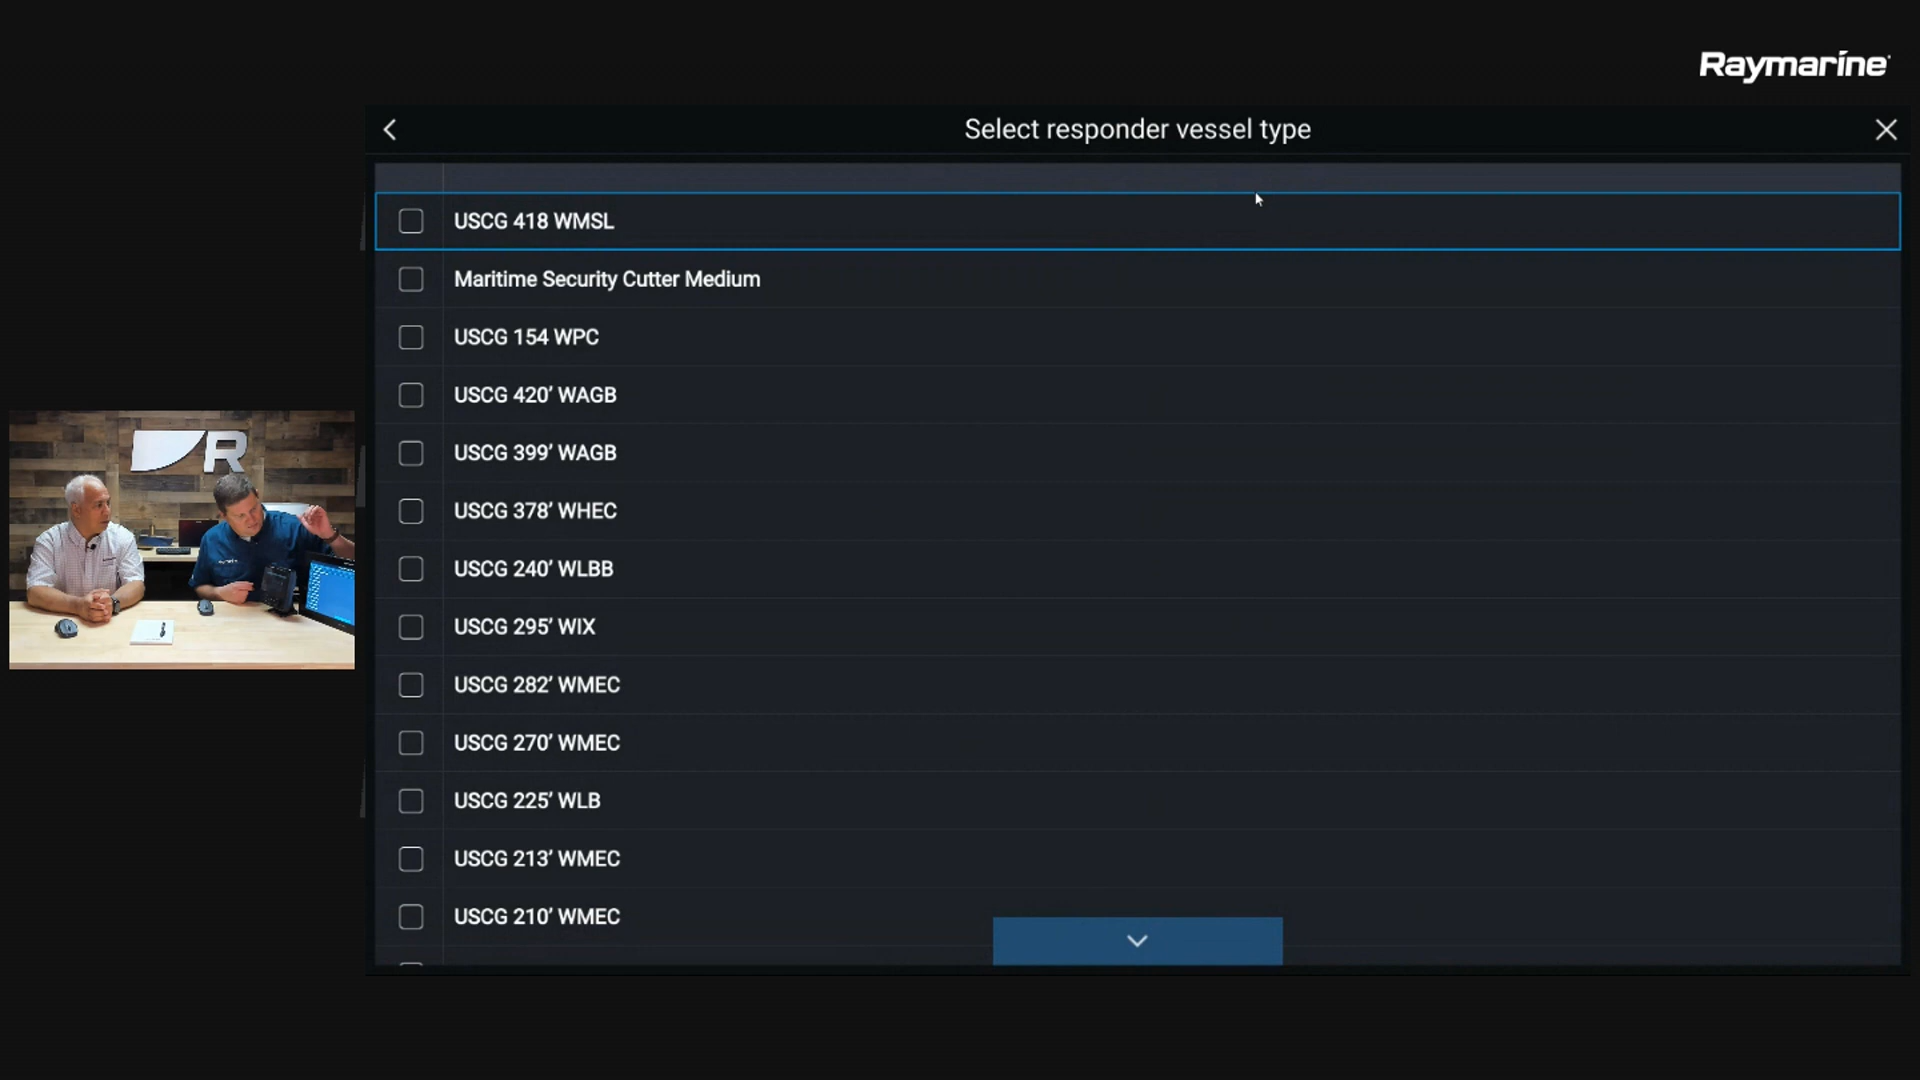 Raymarine
Select responder vessel type
USCG 418 WMSL
Maritime Security Cutter Medium
USCG 154 WPC
USCG 420’ WAGB
USCG 399’ WAGB
USCG 378’ WHEC
USCG 240’ WLBB
USCG 295’ WIX
USCG 282’ WMEC
USCG 270’ WMEC
USCG 225’ WLB
USCG 213’ WMEC
USCG 210’ WMEC
R